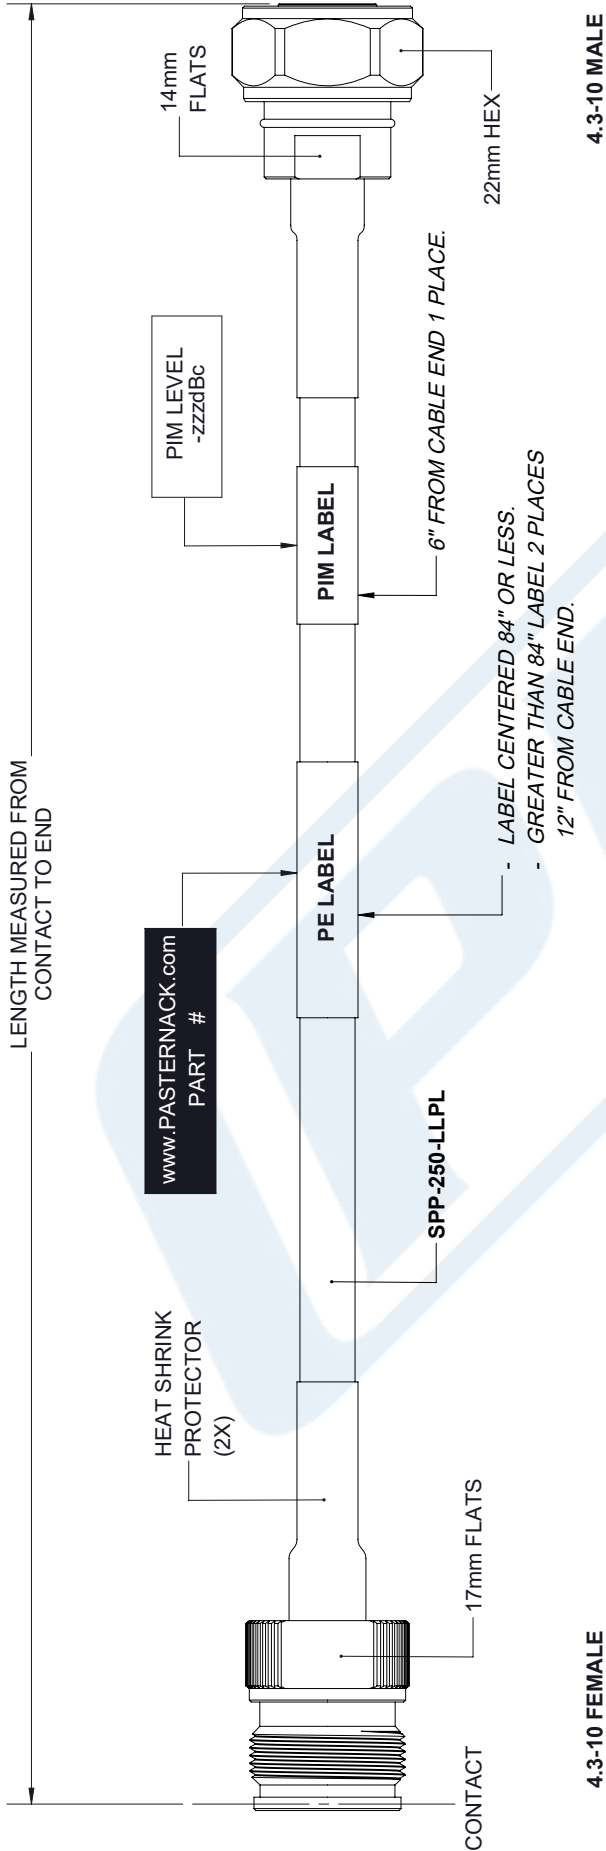 LENGTH MEASURED FROM
CONTACT TO END
HEAT SHRINK
PROTECTOR
(2X)
www.PASTERNACK.com
PART #
PIM LEVEL
-zzzdBc
14mm
FLATS
PE LABEL
PIM LABEL
CONTACT
17mm FLATS
SPP-250-LLPL
- LABEL CENTERED 84" OR LESS.
- GREATER THAN 84" LABEL 2 PLACES
12" FROM CABLE END.
6" FROM CABLE END 1 PLACE.
22mm HEX
4.3-10 FEMALE
4.3-10 MALE